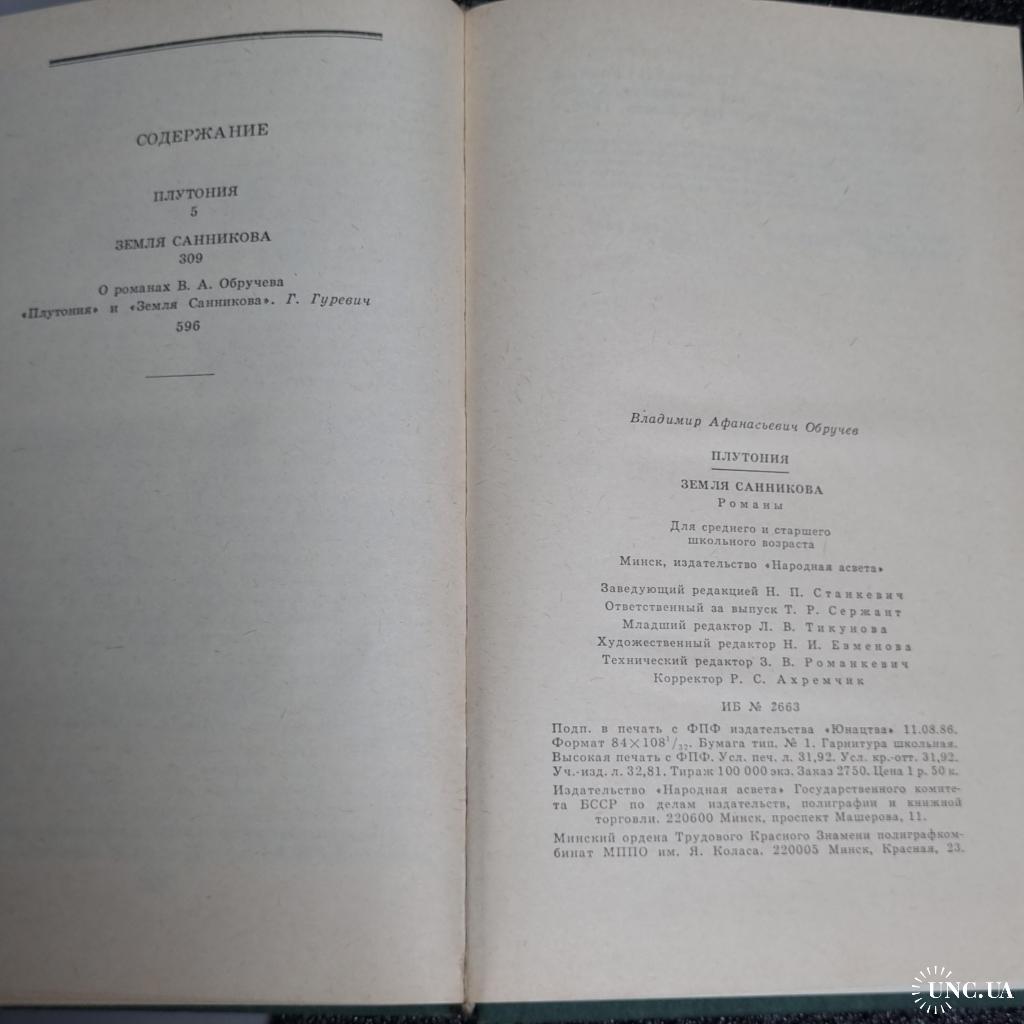 СОДЕРЖАНИЕ
ПЛУТОНИЯ
5
ЗЕМЛЯ САННИКОВА
309
О романах В. А. Обручева
«Плутония» и «Земля Санникова». Г. Гуревич
596
Владимир Афанасьевич Обручев
ПЛУТОНИЯ
ЗЕМЛЯ САННИКОВА
Романы
Для среднего и старшего
школьного возраста
Минск, издательство «Народная асвета»
Заведующий редакцией Н. П. Станкевич
Ответственный за выпуск Т. Р. Сержант
Младший редактор Л. В. Тикунова
Художественный редактор Н. И. Евменова
Технический редактор З. В. Романкевич
Корректор Р. С. Ахремчик
ИБ № 2663
Подп. в печать с ФПФ издательства «Юнацтва» 11.08.86.
Формат 84×108¹/₃₂. Бумага тип. № 1. Гарнитура школьная.
Высокая печать с ФПФ. Усл. печ. л. 31,92. Усл. кр.-отт. 31,92.
Уч.-изд. л. 32,81. Тираж 100 000 экз. Заказ 2750. Цена 1 р. 50 к.
Издательство «Народная асвета» Государственного комите-
та БССР по делам издательств, полиграфии и книжной
торговли. 220600 Минск, проспект Машерова, 11.
Минский ордена Трудового Красного Знамени полиграфком-
бинат МППО им. Я. Коласа. 220005 Минск, Красная, 23.
UNC.UA